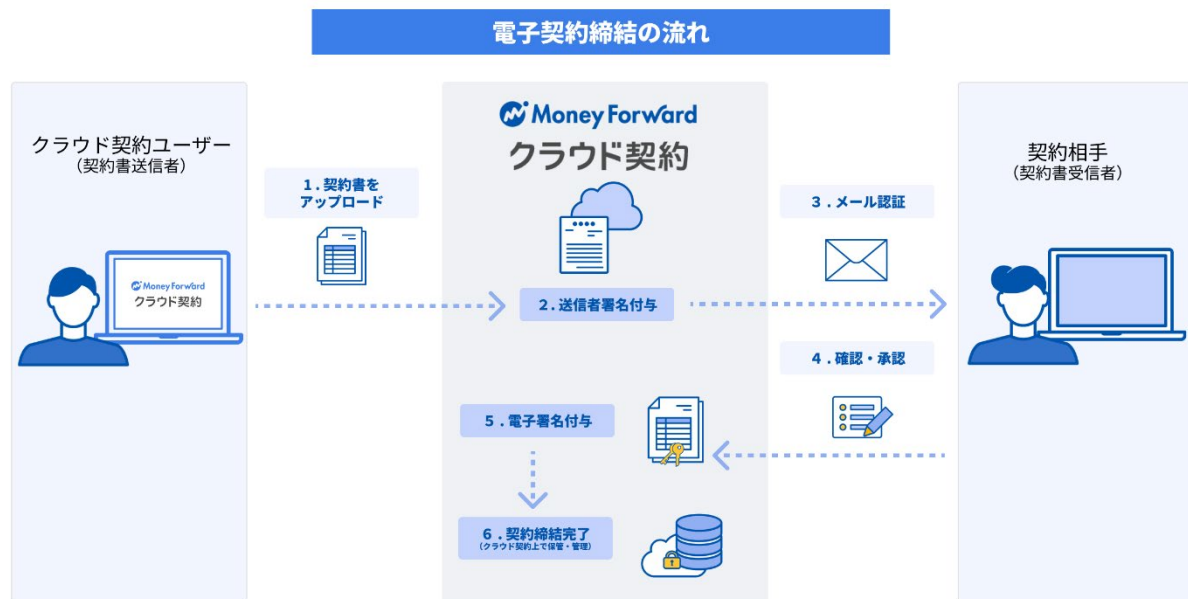 電子契約締結の流れ
クラウド契約ユーザー
(契約書送信者)
Money Forward
クラウド契約
Money Forward
クラウド契約
契約相手
(契約書受信者)
1.契約書を
アップロード
2.送信者署名付与
3.メール認証
4.確認・承認
5.電子署名付与
6.契約締結完了
(クラウド契約上で保管・管理)